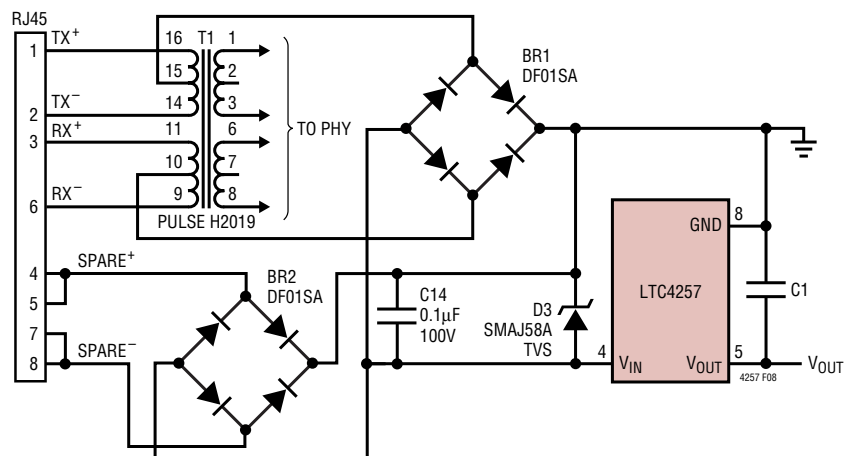 RJ45
1 TX+
2 TX−
3 RX+
6 RX−
4 SPARE+
5
7
8 SPARE−
16 T1 1
15 2
14 3
11 6
10 7
9 8
PULSE H2019
TO PHY
BR1
DF01SA
BR2
DF01SA
C14
0.1µF
100V
D3
SMAJ58A
TVS
GND 8
LTC4257
4 VIN
VOUT 5
C1
4257 F08
VOUT